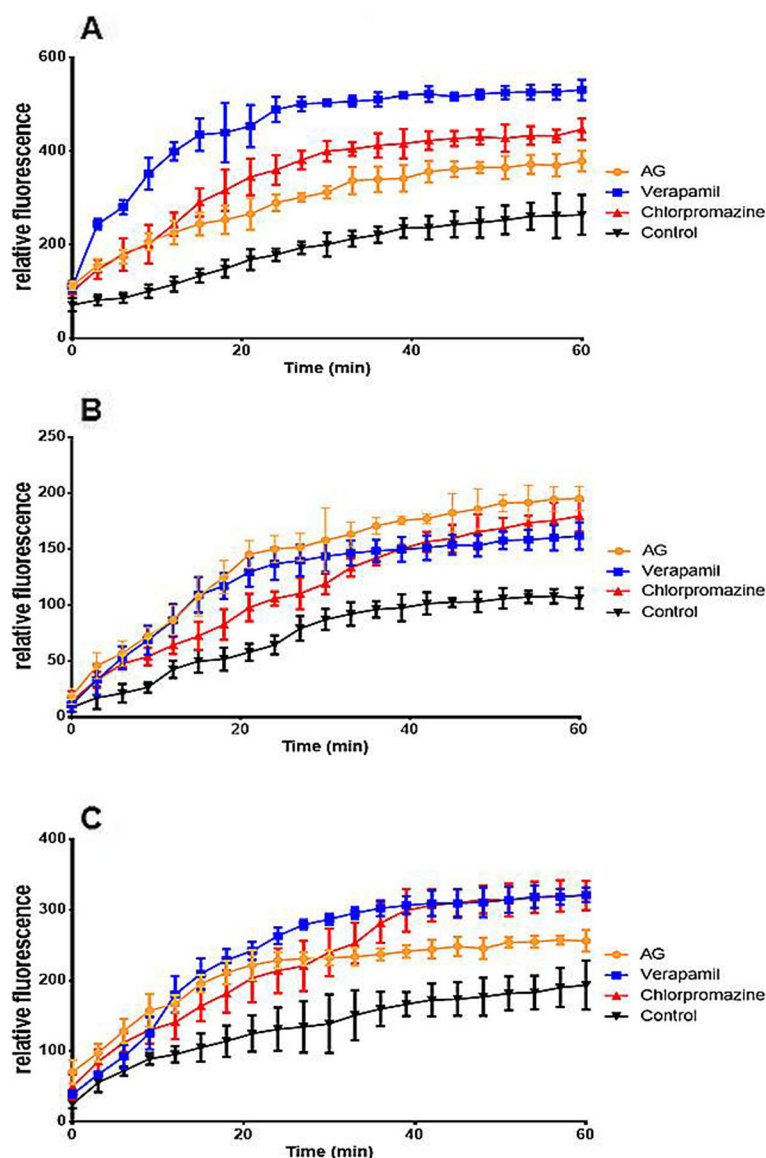 A
600
400
200
0
relative fluorescence
0 20 40 60
Time (min)
AG
Verapamil
Chlorpromazine
Control
B
250
200
150
100
50
0
relative fluorescence
0 20 40 60
Time (min)
AG
Verapamil
Chlorpromazine
Control
C
400
300
200
100
0
relative fluorescence
0 20 40 60
Time (min)
AG
Verapamil
Chlorpromazine
Control